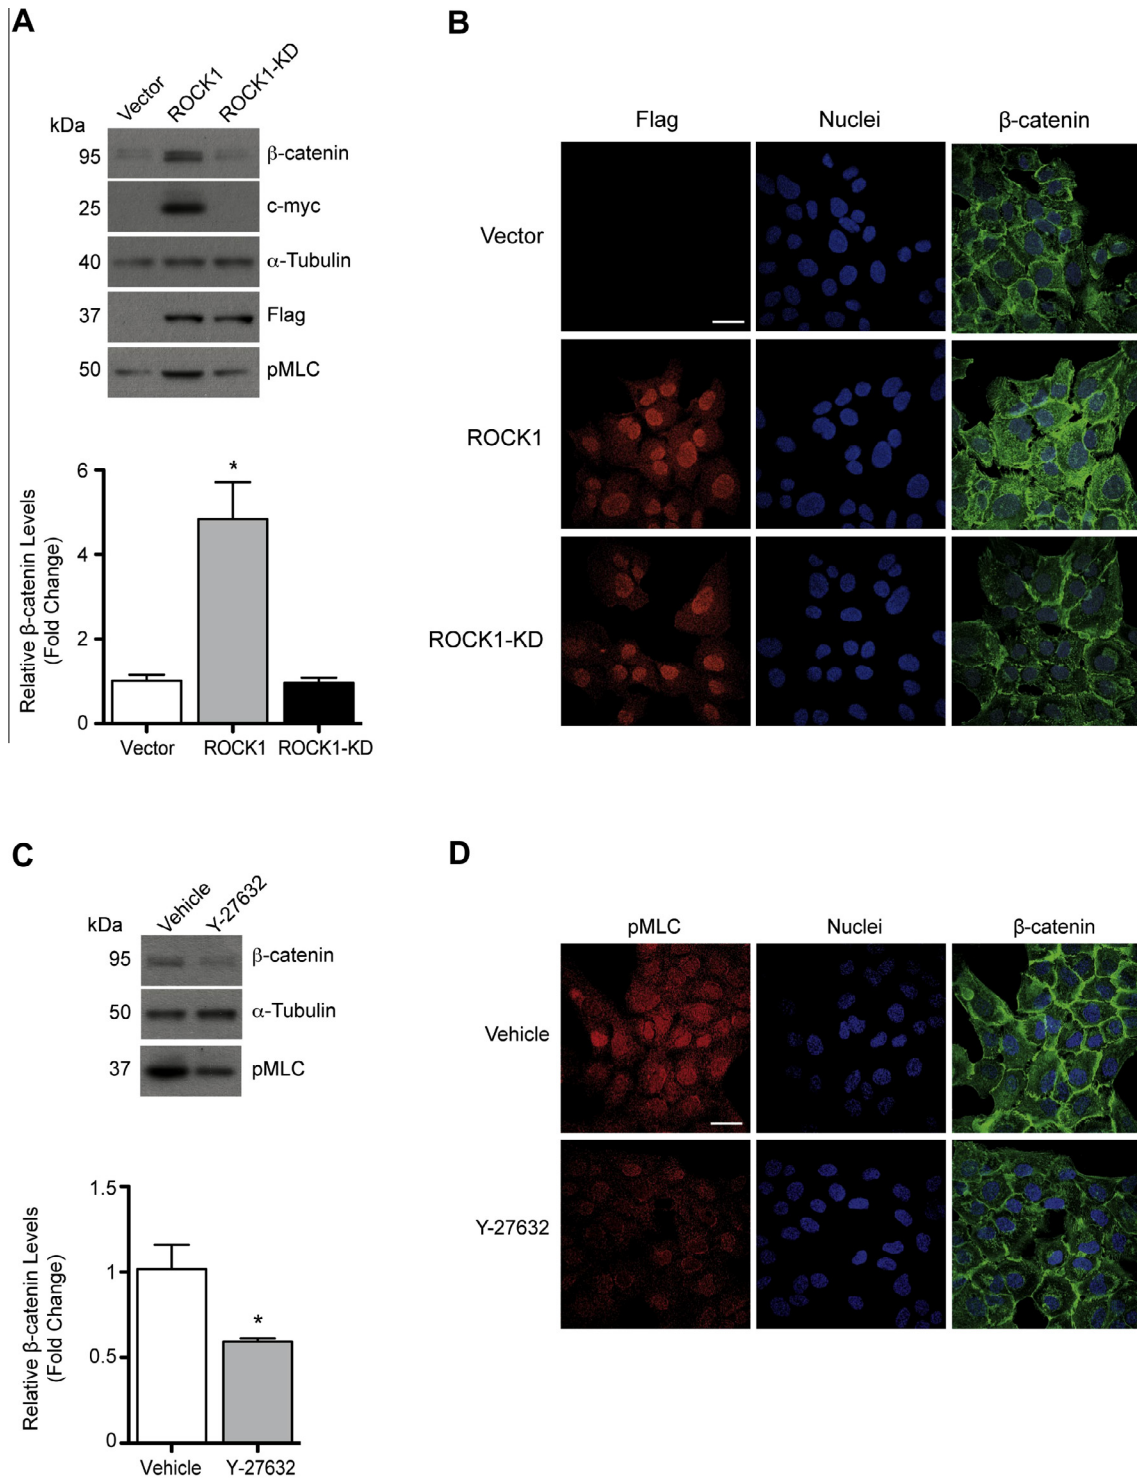 A
Vector ROCK1 ROCK1-KD
kDa
95 β-catenin
25 c-myc
40 α-Tubulin
37 Flag
50 pMLC
Relative β-catenin Levels
(Fold Change)
6
4
2
0
*
Vector ROCK1 ROCK1-KD
B
Flag Nuclei β-catenin
Vector
ROCK1
ROCK1-KD
C
Vehicle Y-27632
kDa
95 β-catenin
50 α-Tubulin
37 pMLC
Relative β-catenin Levels
(Fold Change)
1.5
1
0.5
0
*
Vehicle Y-27632
D
pMLC Nuclei β-catenin
Vehicle
Y-27632